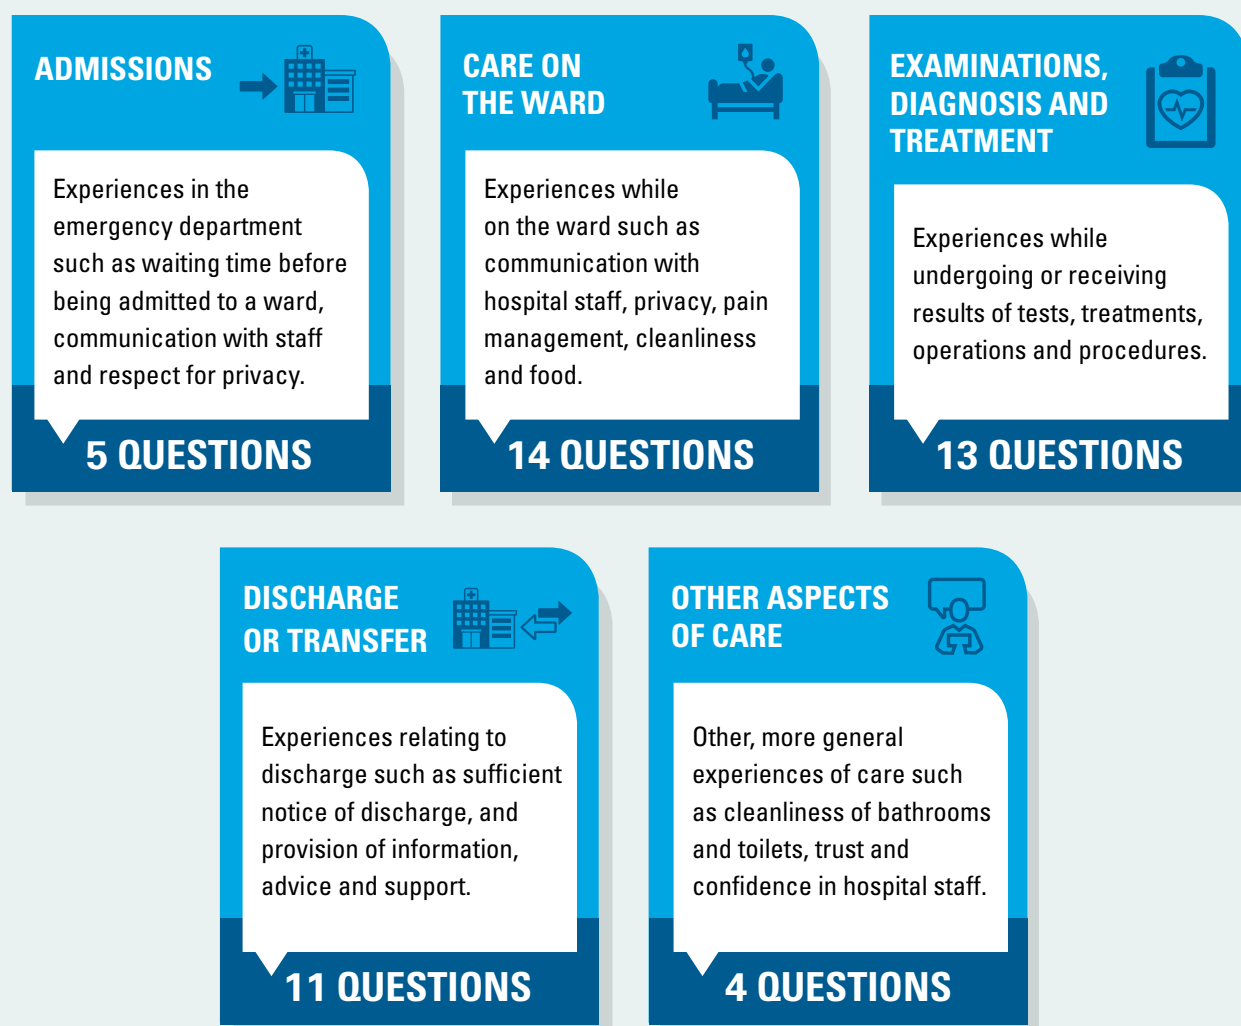 ADMISSIONS
Experiences in the
emergency department
such as waiting time before
being admitted to a ward,
communication with staff
and respect for privacy.
5 QUESTIONS
CARE ON
THE WARD
Experiences while
on the ward such as
communication with
hospital staff, privacy, pain
management, cleanliness
and food.
14 QUESTIONS
EXAMINATIONS,
DIAGNOSIS AND
TREATMENT
Experiences while
undergoing or receiving
results of tests, treatments,
operations and procedures.
13 QUESTIONS
DISCHARGE
OR TRANSFER
Experiences relating to
discharge such as sufficient
notice of discharge, and
provision of information,
advice and support.
11 QUESTIONS
OTHER ASPECTS
OF CARE
Other, more general
experiences of care such
as cleanliness of bathrooms
and toilets, trust and
confidence in hospital staff.
4 QUESTIONS